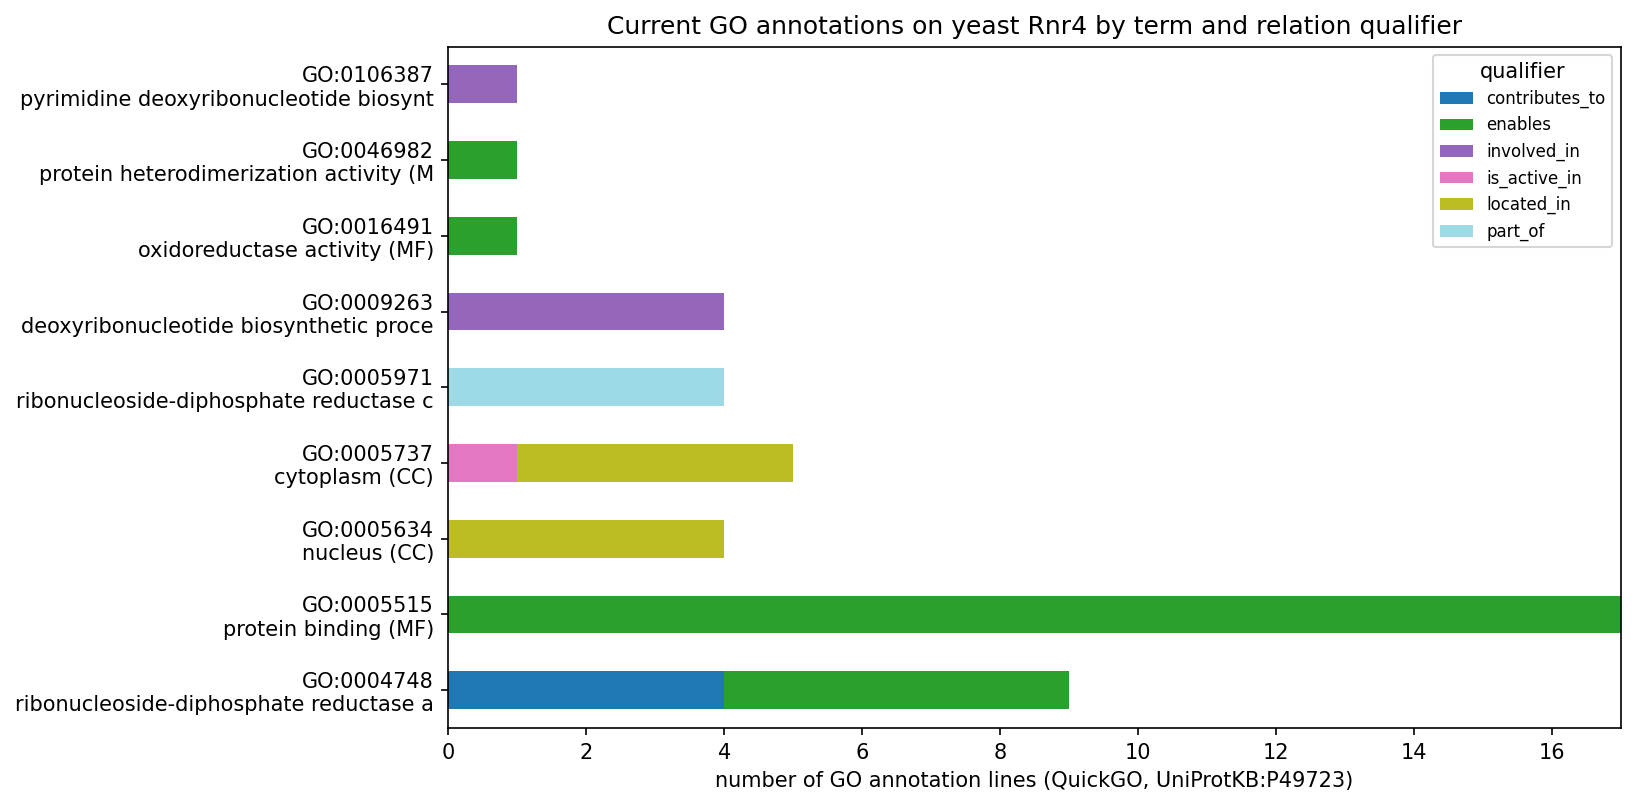 Current GO annotations on yeast Rnr4 by term and relation qualifier
GO:0106387
pyrimidine deoxyribonucleotide biosynt
GO:0046982
protein heterodimerization activity (M
GO:0016491
oxidoreductase activity (MF)
GO:0009263
deoxyribonucleotide biosynthetic proce
GO:0005971
ribonucleoside-diphosphate reductase c
GO:0005737
cytoplasm (CC)
GO:0005634
nucleus (CC)
GO:0005515
protein binding (MF)
GO:0004748
ribonucleoside-diphosphate reductase a
qualifier
contributes_to
enables
involved_in
is_active_in
located_in
part_of
0 2 4 6 8 10 12 14 16
number of GO annotation lines (QuickGO, UniProtKB:P49723)